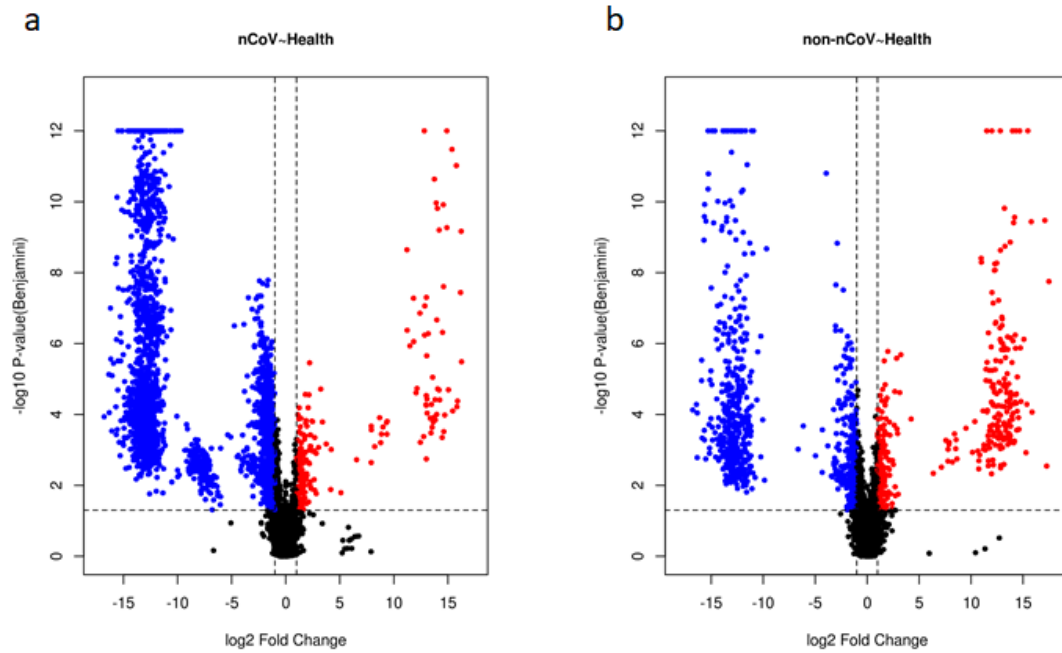 a
nCoV~Health
12
10
8
6
4
2
0
-log10 P-value(Benjamini)
-15 -10 -5 0 5 10 15
log2 Fold Change
b
non-nCoV~Health
12
10
8
6
4
2
0
-log10 P-value(Benjamini)
-15 -10 -5 0 5 10 15
log2 Fold Change